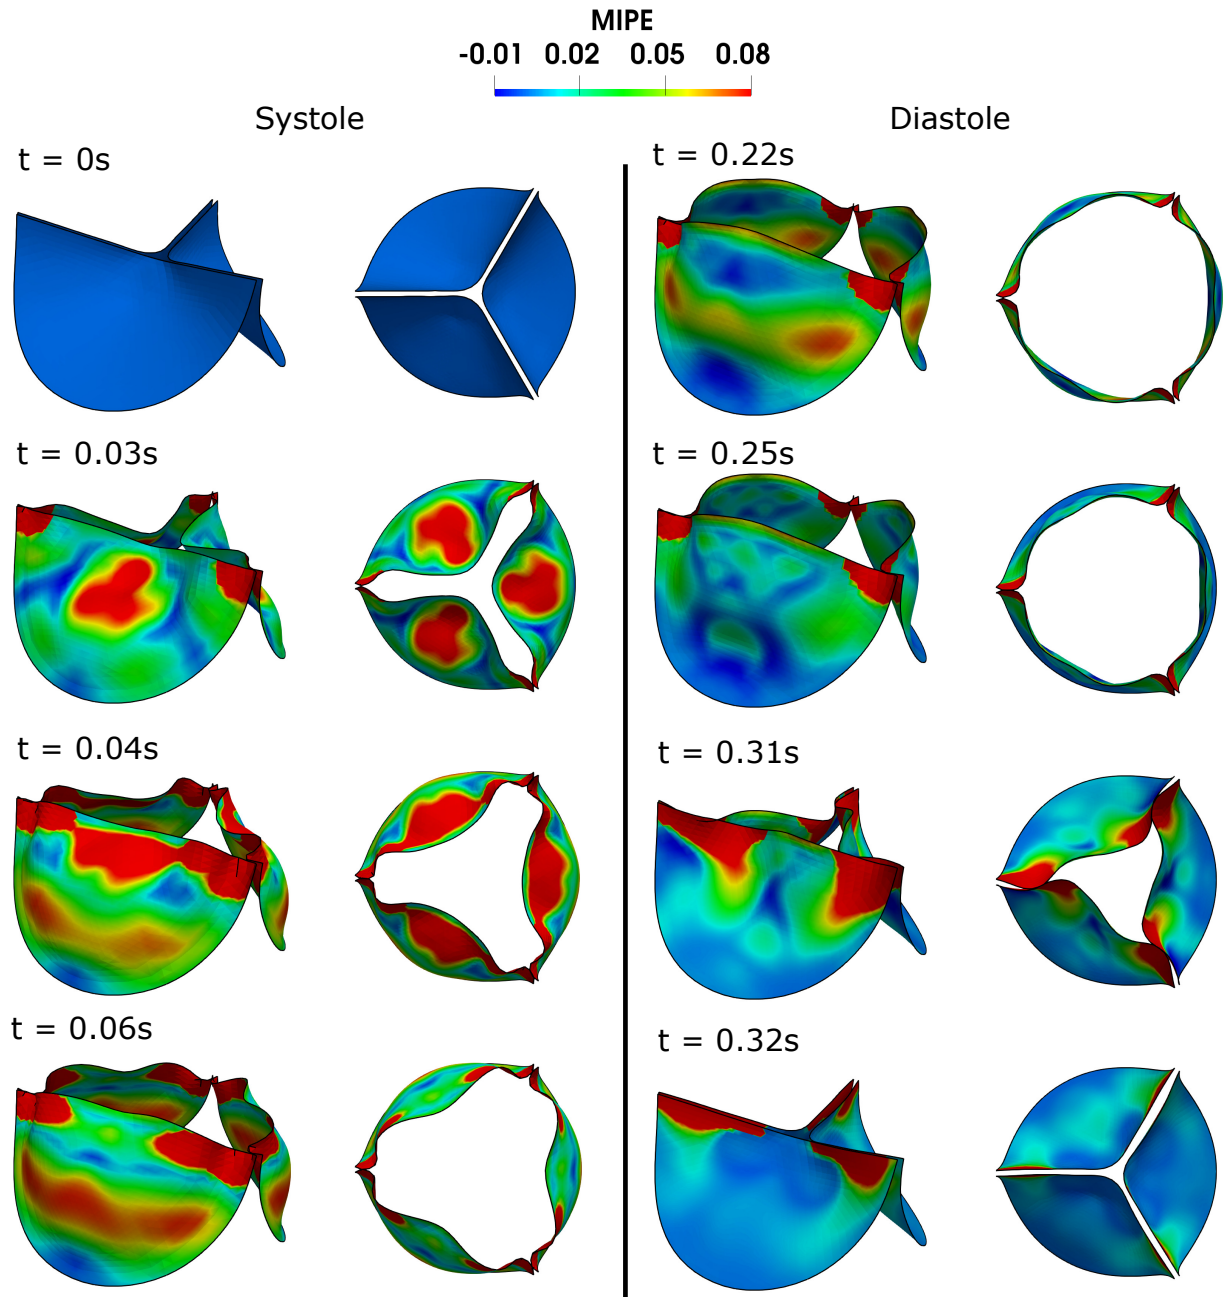 MIPE
-0.01 0.02 0.05 0.08
Systole
Diastole
t = 0s
t = 0.22s
t = 0.03s
t = 0.25s
t = 0.04s
t = 0.31s
t = 0.06s
t = 0.32s